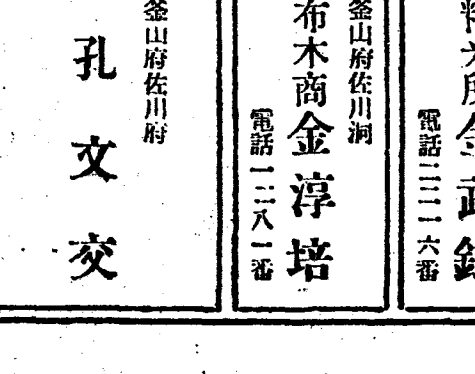 電話二二一六番
釜山府佐川洞
布木商金淳培
電話一二八一番
釜山府佐川府
孔文交